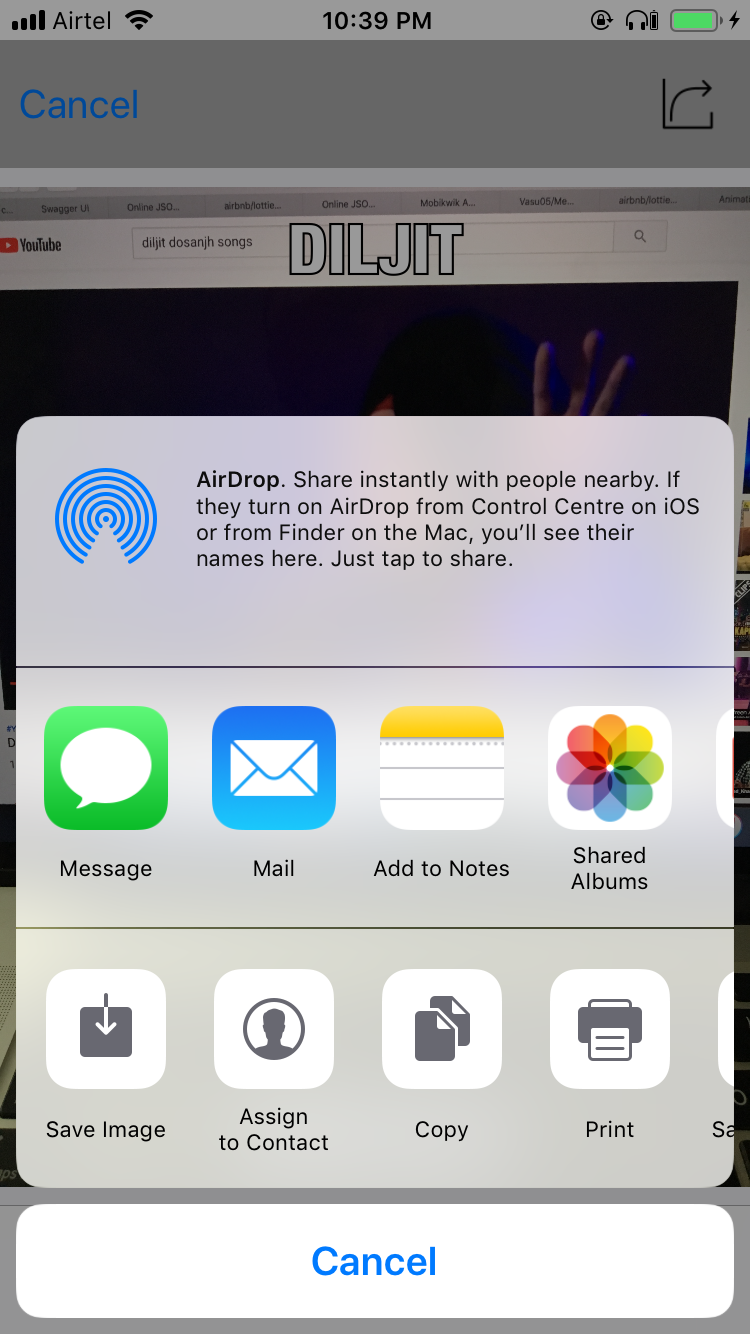 Airtel 10:39 PM
Cancel
c... Swagger UI Online JSO... airbnb/lottie... Online JSO... Mobikwik A... Vasu05/Me... airbnb/lottie... Animati
YouTube diljit dosanjh songs
DILJIT
AirDrop. Share instantly with people nearby. If
they turn on AirDrop from Control Centre on iOS
or from Finder on the Mac, you’ll see their
names here. Just tap to share.
Message Mail Add to Notes Shared
Albums
Save Image Assign
to Contact Copy Print Sa
Cancel